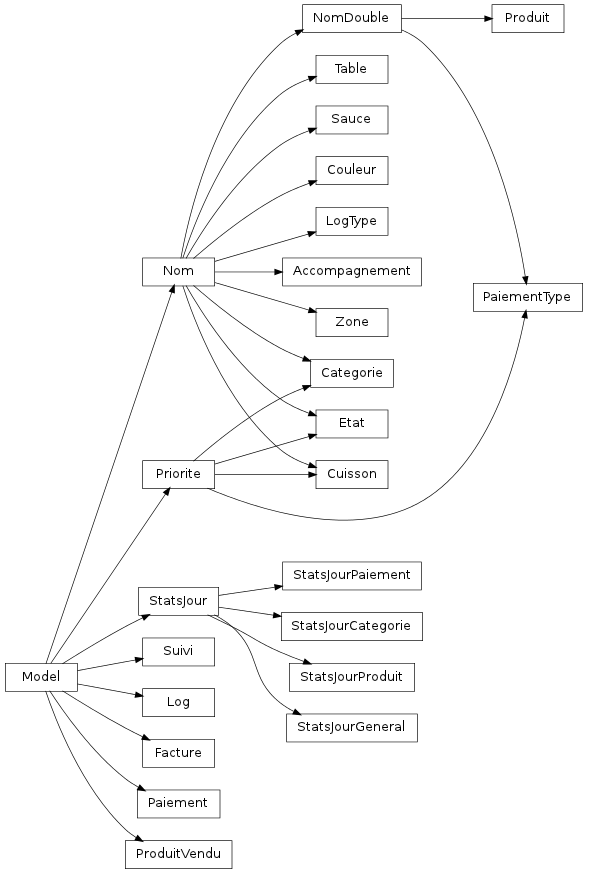 NomDouble
Produit
Table
Sauce
Couleur
LogType
Nom
Accompagnement
PaiementType
Zone
Categorie
Etat
Priorite
Cuisson
StatsJourPaiement
StatsJour
StatsJourCategorie
Suivi
Model
StatsJourProduit
Log
StatsJourGeneral
Facture
Paiement
ProduitVendu